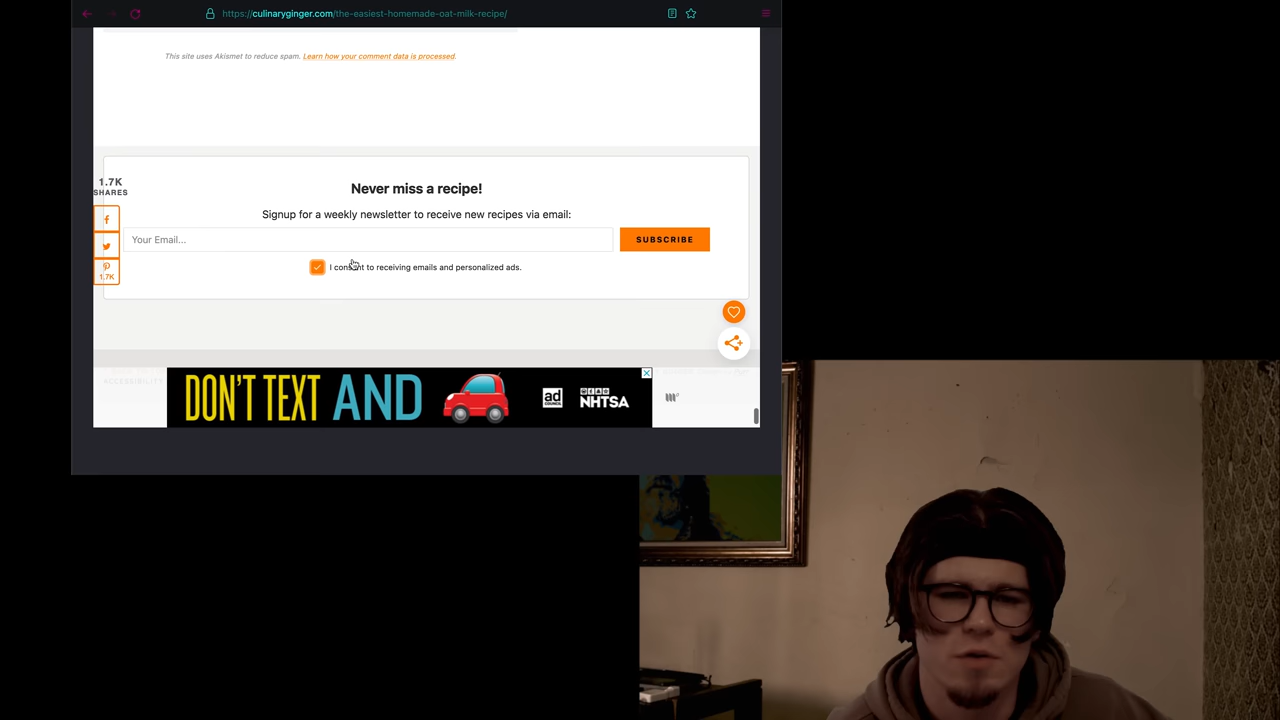 https://culinaryginger.com/the-easiest-homemade-oat-milk-recipe/
This site uses Akismet to reduce spam. Learn how your comment data is processed.
1.7K
SHARES
Never miss a recipe!
Signup for a weekly newsletter to receive new recipes via email:
Your Email...
SUBSCRIBE
1.7K
I consent to receiving emails and personalized ads.
ACCESSIBILITY
DON'T TEXT AND
ad
COUNCIL
NHTSA